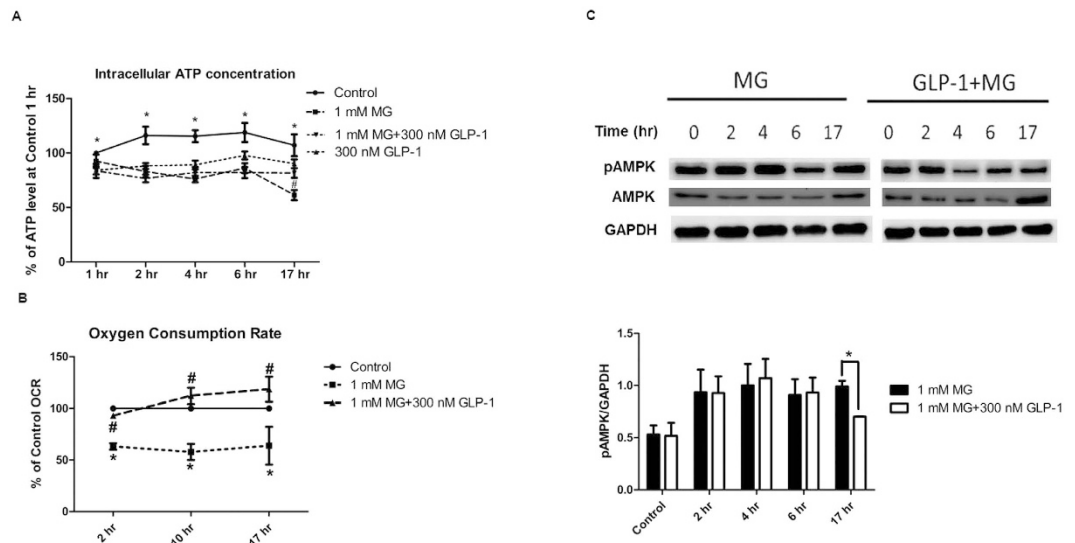 A
Intracellular ATP concentration
% of ATP level at Control 1 hr
150
100
50
0
* * * * *
#
1 hr 2 hr 4 hr 6 hr 17 hr
Control
1 mM MG
1 mM MG+300 nM GLP-1
300 nM GLP-1
B
Oxygen Consumption Rate
% of Control OCR
150
100
50
0
# # #
* * *
2 hr 10 hr 17 hr
Control
1 mM MG
1 mM MG+300 nM GLP-1
C
MG GLP-1+MG
Time (hr) 0 2 4 6 17 0 2 4 6 17
pAMPK
AMPK
GAPDH
pAMPK/GAPDH
1.5
1.0
0.5
0.0
*
Control 2 hr 4 hr 6 hr 17 hr
1 mM MG
1 mM MG+300 nM GLP-1